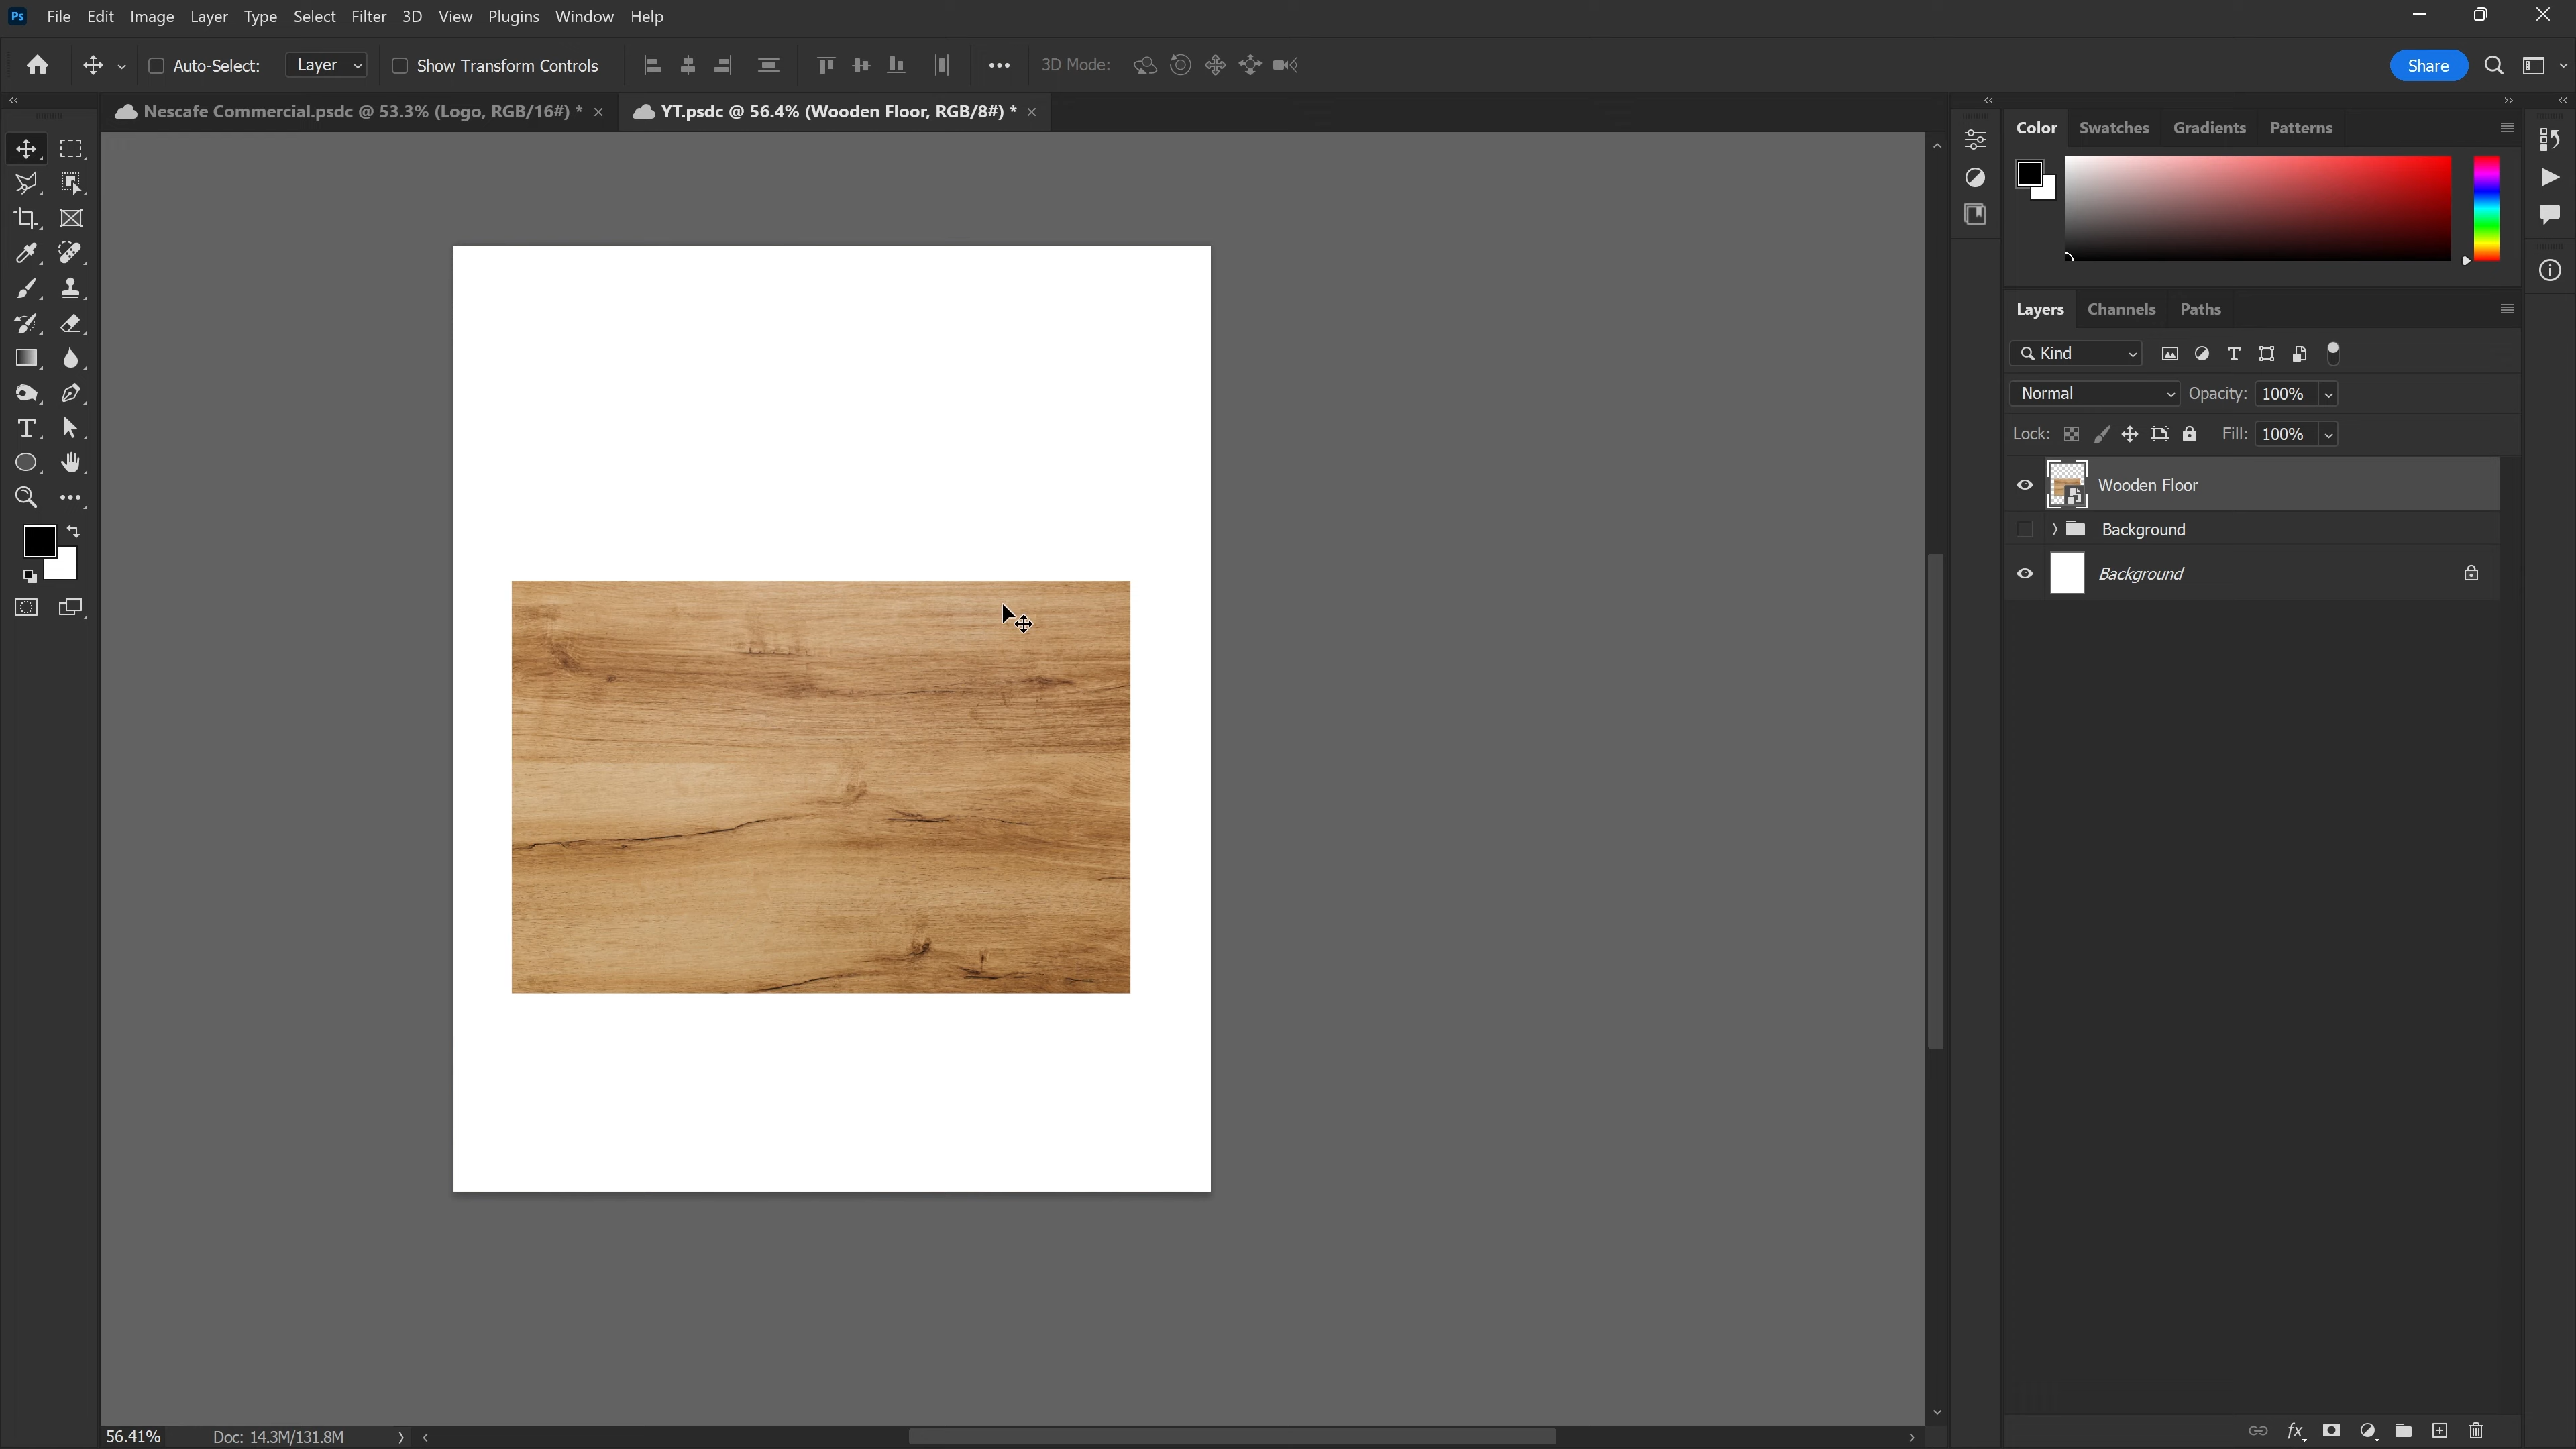 Ps File Edit Image Layer Type Select Filter 3D View Plugins Window Help
Auto-Select: Layer Show Transform Controls 3D Mode: Share
Nescafe Commercial.psdc @ 53.3% (Logo, RGB/16#) * × YT.psdc @ 56.4% (Wooden Floor, RGB/8#) * ×
Color Swatches Gradients Patterns
Layers Channels Paths
Kind
Normal Opacity: 100%
Lock: Fill: 100%
Wooden Floor
Background
Background
56.41% Doc: 14.3M/131.8M